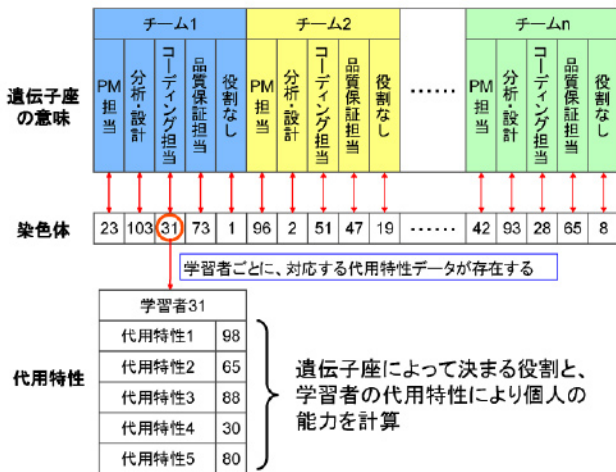 チーム1 チーム2 チームn
遺伝子座
の意味
PM担当 分析・設計 コーディング担当 品質保証担当 役割なし PM担当 分析・設計 コーディング担当 品質保証担当 役割なし …… PM担当 分析・設計 コーディング担当 品質保証担当 役割なし
染色体 23 103 31 73 1 96 2 51 47 19 …… 42 93 28 65 8
学習者ごとに、対応する代用特性データが存在する
学習者31
代用特性
代用特性1 98
代用特性2 65
代用特性3 88
代用特性4 30
代用特性5 80
遺伝子座によって決まる役割と、
学習者の代用特性により個人の
能力を計算